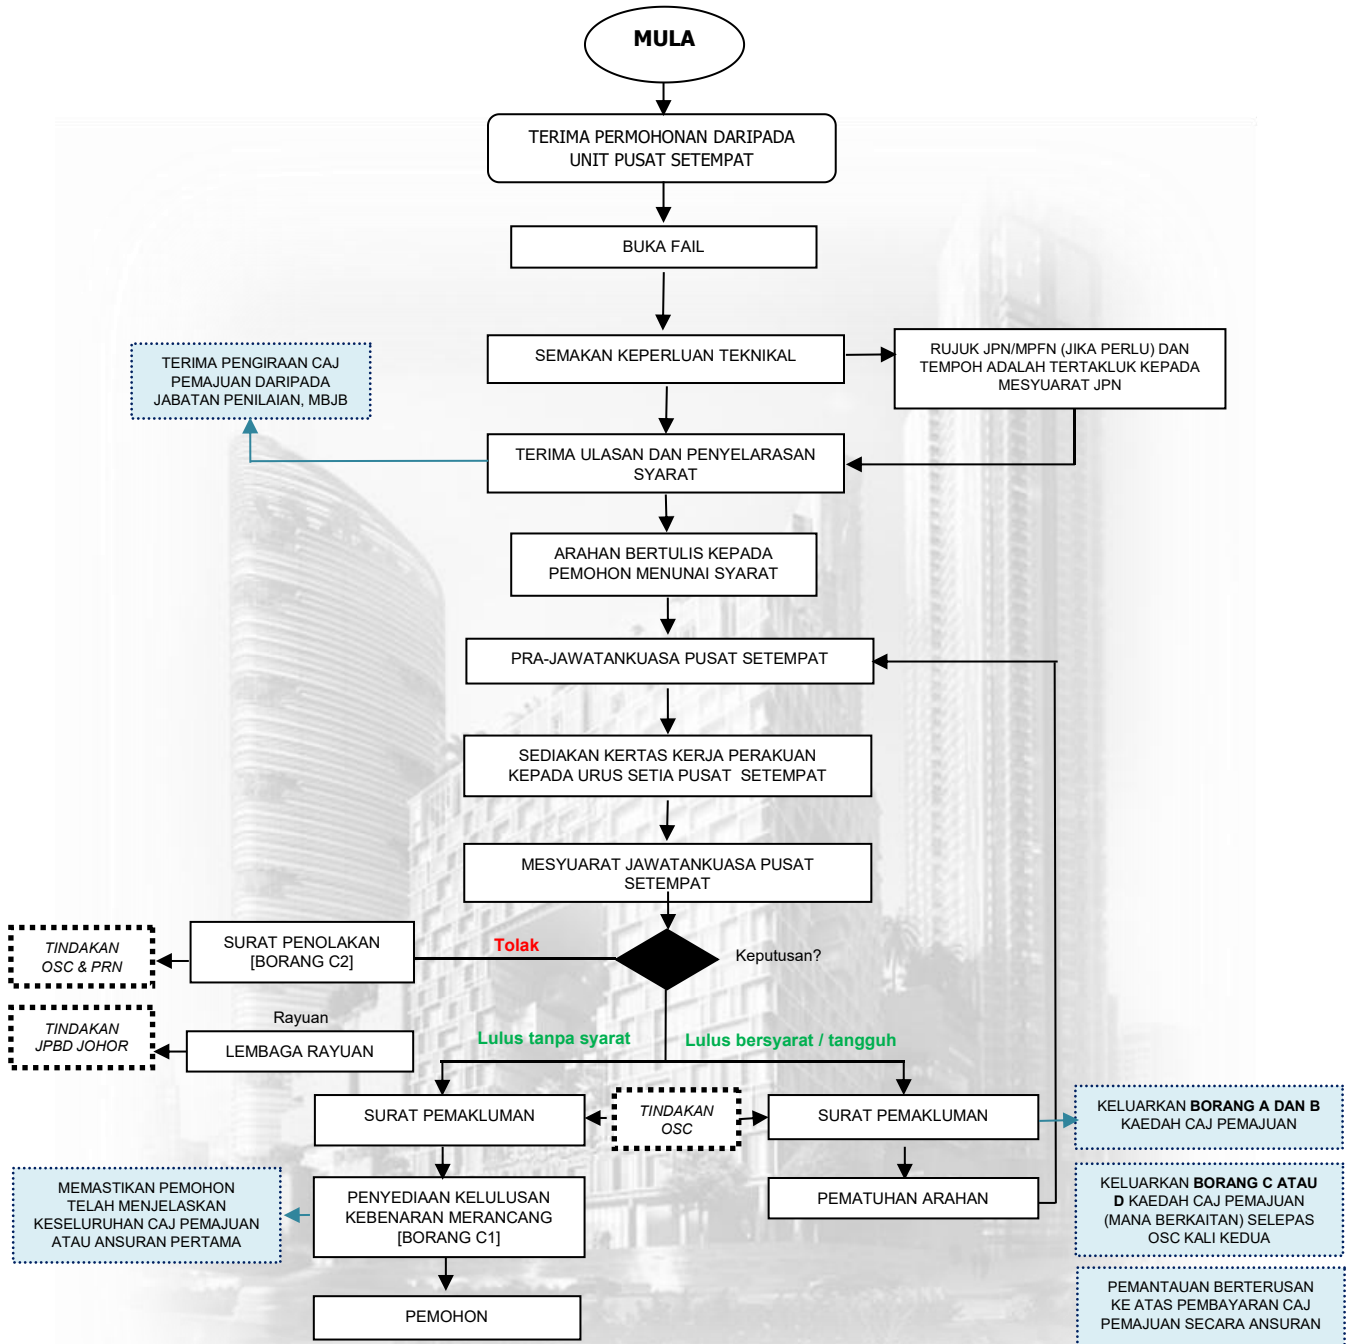 MULA
TERIMA PERMOHONAN DARIPADA
UNIT PUSAT SETEMPAT
BUKA FAIL
SEMAKAN KEPERLUAN TEKNIKAL
RUJUK JPN/MPFN (JIKA PERLU) DAN
TEMPOH ADALAH TERTAKLUK KEPADA
MESYUARAT JPN
TERIMA PENGIRAAN CAJ
PEMAJUAN DARIPADA
JABATAN PENILAIAN, MBJB
TERIMA ULASAN DAN PENYELARASAN
SYARAT
ARAHAN BERTULIS KEPADA
PEMOHON MENUNAI SYARAT
PRA-JAWATANKUASA PUSAT SETEMPAT
SEDIAKAN KERTAS KERJA PERAKUAN
KEPADA URUS SETIA PUSAT SETEMPAT
MESYUARAT JAWATANKUASA PUSAT
SETEMPAT
Keputusan?
Tolak
SURAT PENOLAKAN
[BORANG C2]
TINDAKAN
OSC & PRN
Rayuan
LEMBAGA RAYUAN
TINDAKAN
JPBD JOHOR
Lulus tanpa syarat
Lulus bersyarat / tangguh
SURAT PEMAKLUMAN
TINDAKAN
OSC
SURAT PEMAKLUMAN
KELUARKAN BORANG A DAN B
KAEDAH CAJ PEMAJUAN
MEMASTIKAN PEMOHON
TELAH MENJELASKAN
KESELURUHAN CAJ PEMAJUAN
ATAU ANSURAN PERTAMA
PENYEDIAAN KELULUSAN
KEBENARAN MERANCANG
[BORANG C1]
PEMATUHAN ARAHAN
KELUARKAN BORANG C ATAU
D KAEDAH CAJ PEMAJUAN
(MANA BERKAITAN) SELEPAS
OSC KALI KEDUA
PEMOHON
PEMANTAUAN BERTERUSAN
KE ATAS PEMBAYARAN CAJ
PEMAJUAN SECARA ANSURAN